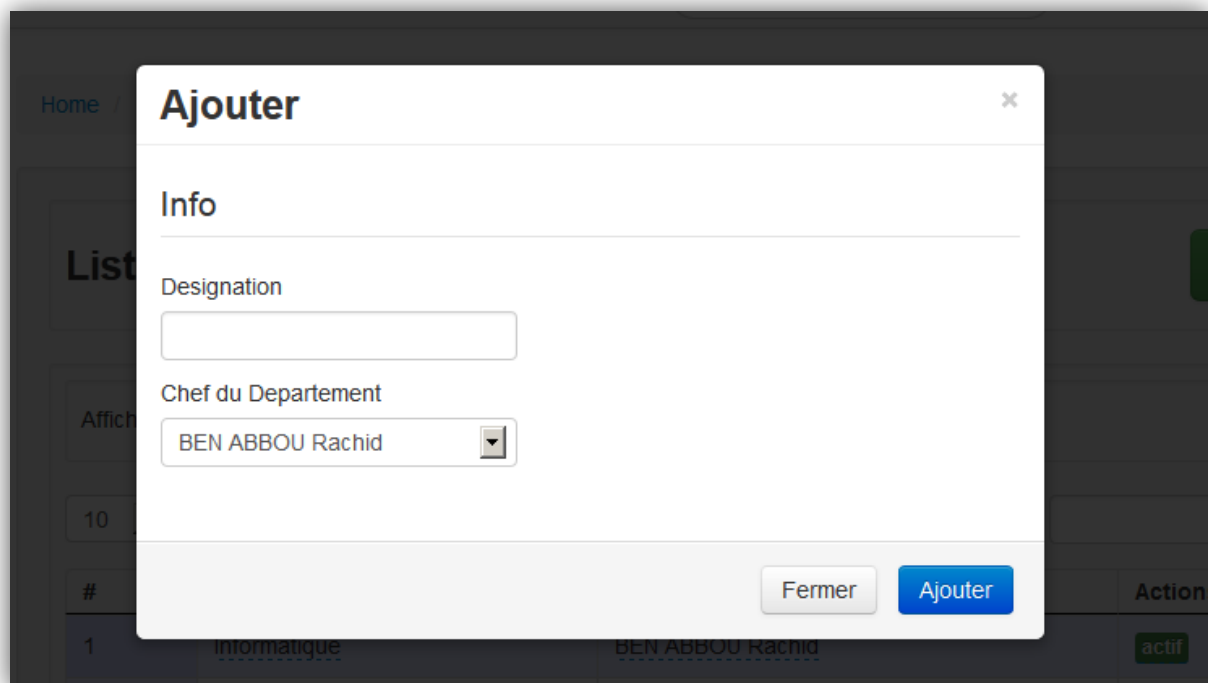 Home /
Ajouter
×
Info
List
Designation
Chef du Departement
Affich
BEN ABBOU Rachid
10
Fermer
Ajouter
#
Action
1 Informatique BEN ABBOU Rachid actif